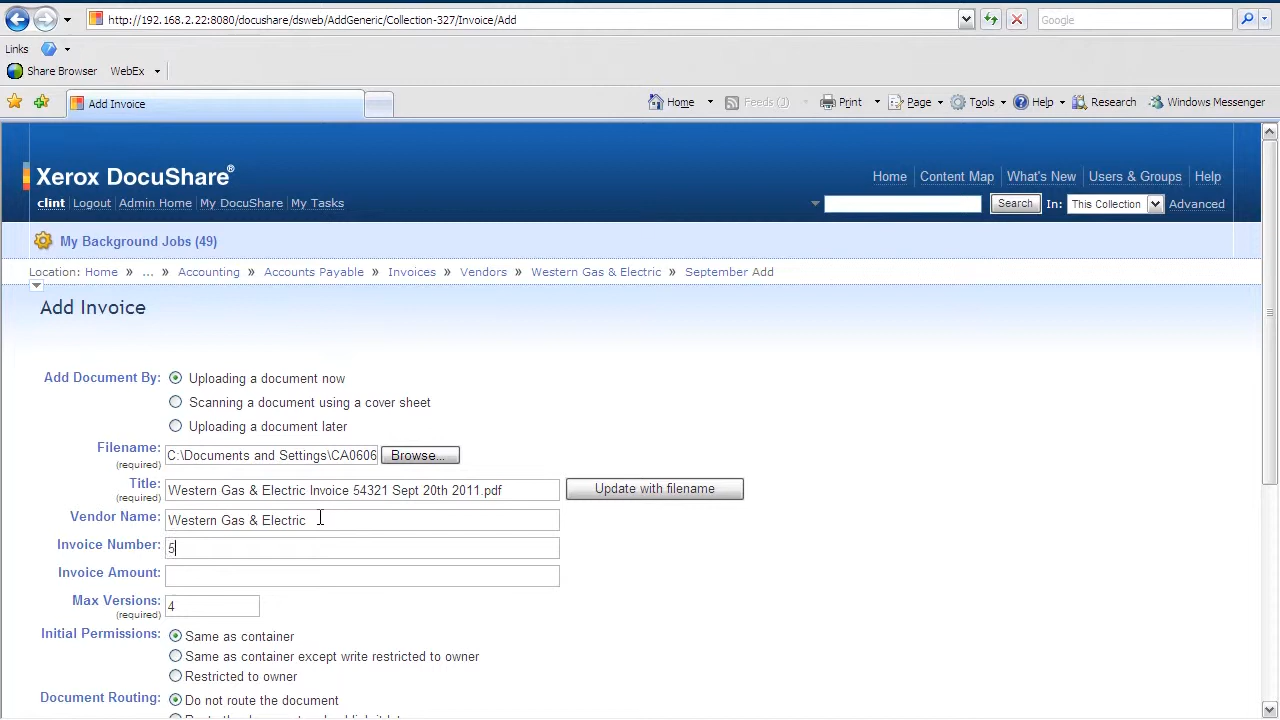 http://192.168.2.22:8080/docushare/dsweb/AddGeneric/Collection-327/Invoice/Add
Google
Links
Share Browser WebEx
Add Invoice
Home Feeds (J) Print Page Tools Help Research Windows Messenger
Xerox DocuShare®
Home Content Map What's New Users & Groups Help
clint Logout Admin Home My DocuShare My Tasks
Search In: This Collection Advanced
My Background Jobs (49)
Location: Home » ... » Accounting » Accounts Payable » Invoices » Vendors » Western Gas & Electric » September Add
Add Invoice
Add Document By: Uploading a document now
Scanning a document using a cover sheet
Uploading a document later
Filename: C:\Documents and Settings\CA0606 Browse...
(required)
Title: Western Gas & Electric Invoice 54321 Sept 20th 2011.pdf Update with filename
(required)
Vendor Name: Western Gas & Electric
Invoice Number: 5
Invoice Amount:
Max Versions: 4
(required)
Initial Permissions: Same as container
Same as container except write restricted to owner
Restricted to owner
Document Routing: Do not route the document